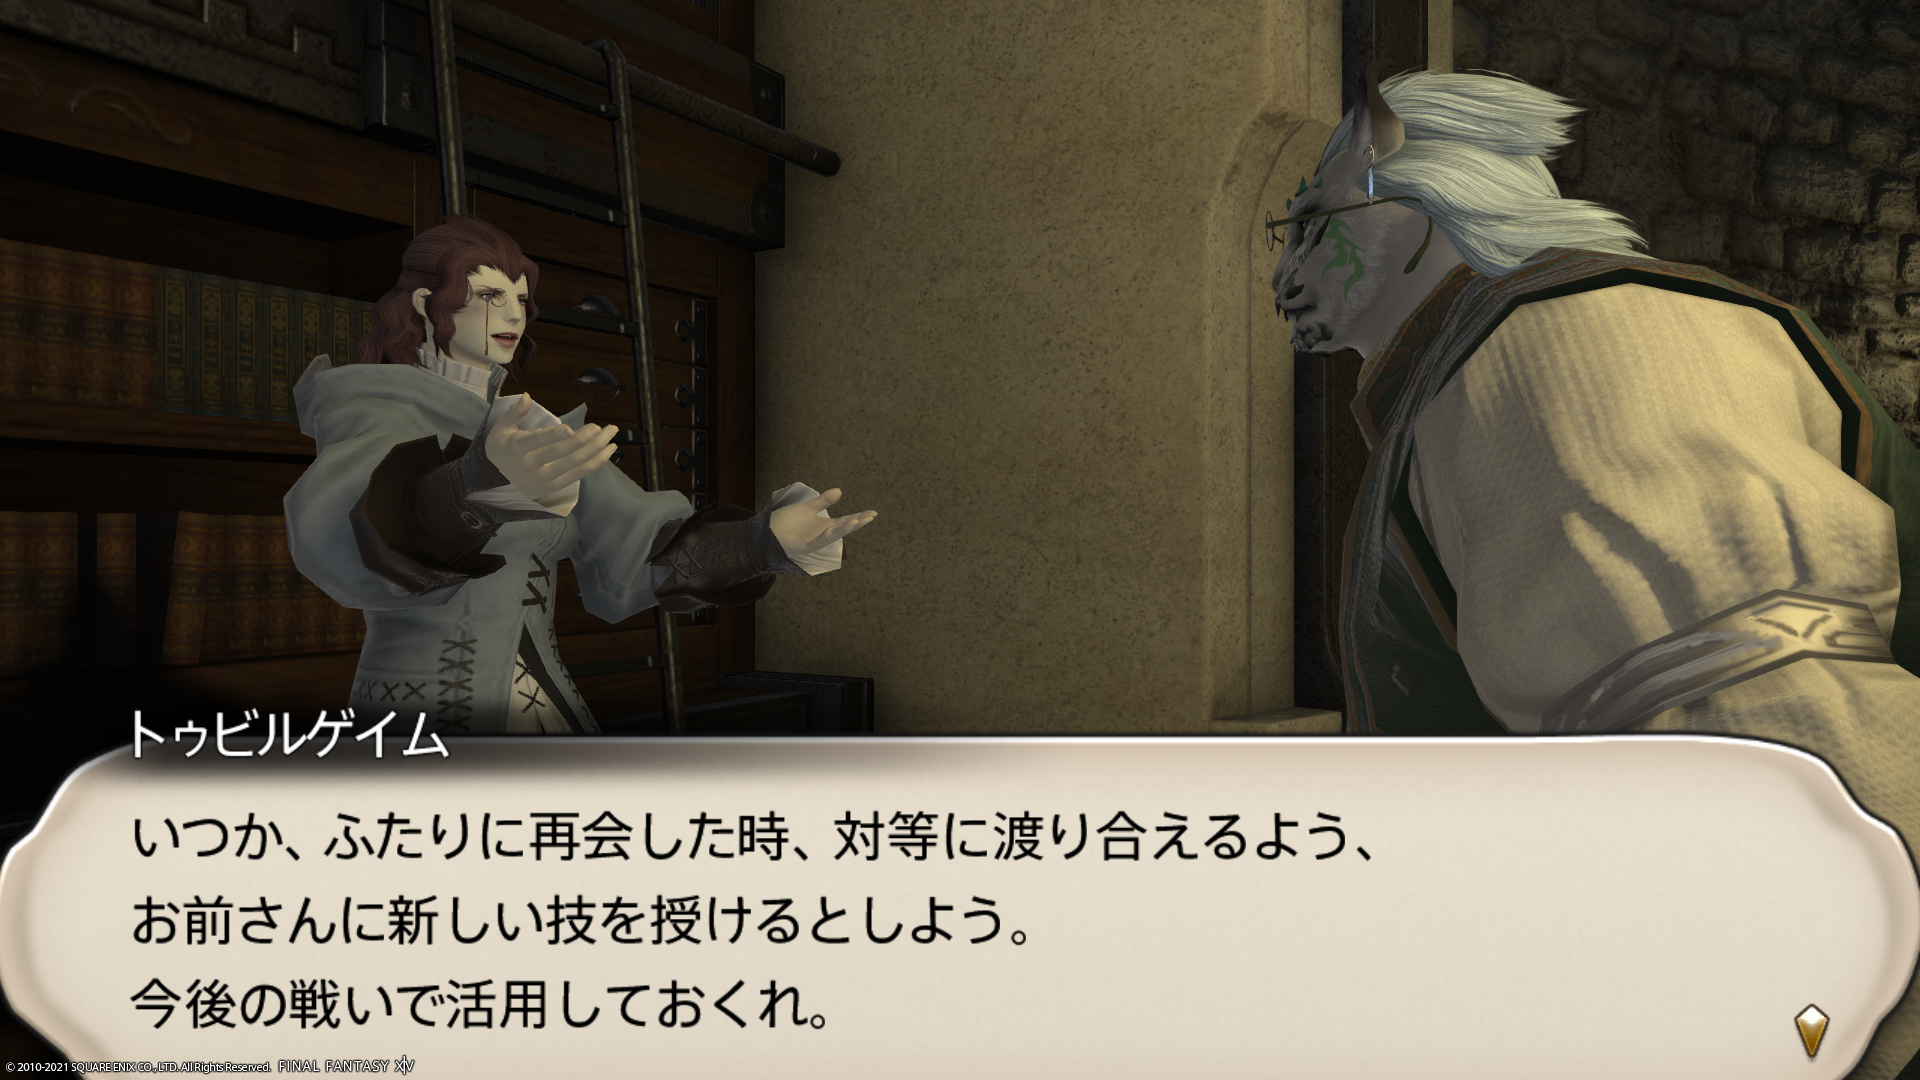 トゥビルゲイム
いつか、ふたりに再会した時、対等に渡り合えるよう、
お前さんに新しい技を授けるとしよう。
今後の戦いで活用しておくれ。
© 2010-2021 SQUARE ENIX CO., LTD. All Rights Reserved. FINAL FANTASY XIV